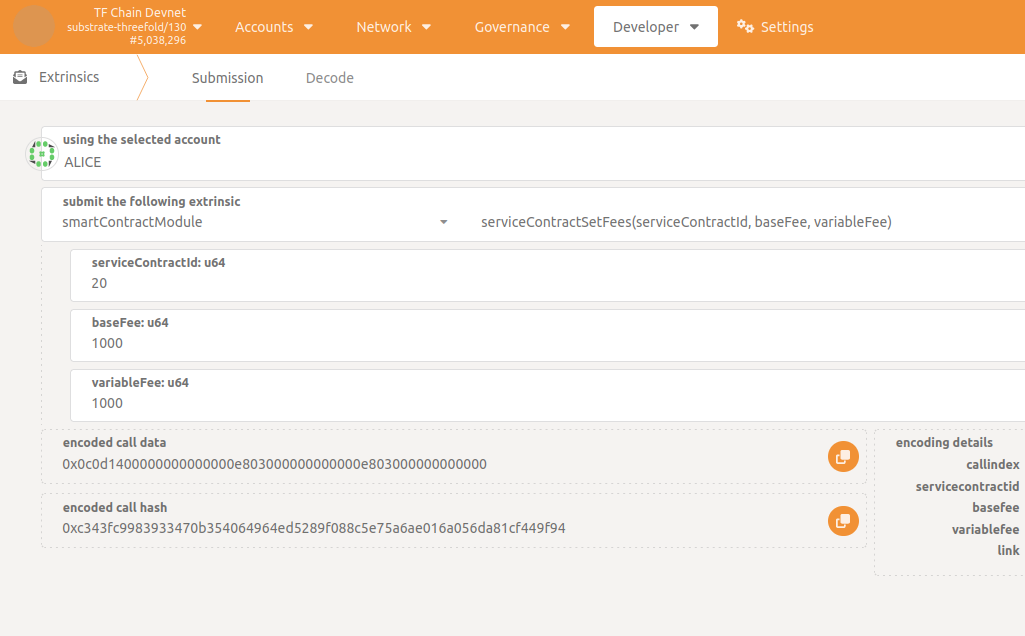 TF Chain Devnet
substrate-threefold/130
#5,038,296
Accounts
Network
Governance
Developer
Settings
Extrinsics
Submission
Decode
using the selected account
ALICE
submit the following extrinsic
smartContractModule
serviceContractSetFees(serviceContractId, baseFee, variableFee)
serviceContractId: u64
20
baseFee: u64
1000
variableFee: u64
1000
encoded call data
0x0c0d1400000000000000e803000000000000e803000000000000
encoded call hash
0xc343fc9983933470b354064964ed5289f088c5e75a6ae016a056da81cf449f94
encoding details
callindex
servicecontractid
basefee
variablefee
link